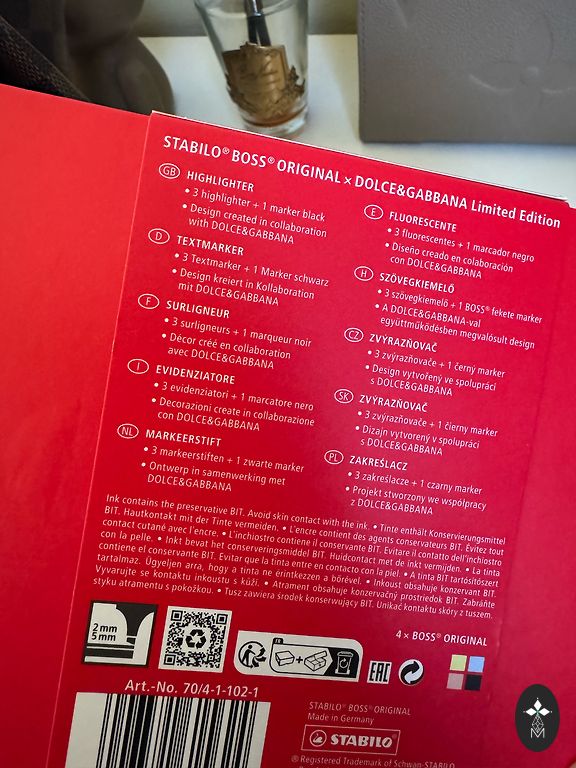 STABILO® BOSS® ORIGINAL × DOLCE&GABBANA Limited Edition
GB HIGHLIGHTER
• 3 highlighter + 1 marker black
• Design created in collaboration
with DOLCE&GABBANA
D TEXTMARKER
• 3 Textmarker + 1 Marker schwarz
• Design kreiert in Kollaboration
mit DOLCE&GABBANA
F SURLIGNEUR
• 3 surligneurs + 1 marqueur noir
• Décor créé en collaboration
avec DOLCE&GABBANA
I EVIDENZIATORE
• 3 evidenziatori + 1 marcatore nero
• Decorazioni create in collaborazione
con DOLCE&GABBANA
NL MARKEERSTIFT
• 3 markeerstiften + 1 zwarte marker
• Ontwerp in samenwerking met
DOLCE&GABBANA
E FLUORESCENTE
• 3 fluorescentes + 1 marcador negro
• Diseño creado en colaboración
con DOLCE&GABBANA
H SZÖVEGKIEMELŐ
• 3 szövegkiemelő + 1 BOSS® fekete marker
• A DOLCE&GABBANA-val
együttműködésben megvalósult design
CZ ZVÝRAZŇOVAČ
• 3 zvýrazňovače + 1 černý marker
• Design vytvořený ve spolupráci
s DOLCE&GABBANA
SK ZVÝRAZŇOVAČ
• 3 zvýrazňovače + 1 čierny marker
• Dizajn vytvorený v spolupráci
s DOLCE&GABBANA
PL ZAKREŚLACZ
• 3 zakreślacze + 1 czarny marker
• Projekt stworzony we współpracy
z DOLCE&GABBANA
Ink contains the preservative BIT. Avoid skin contact with the ink. • Tinte enthält Konservierungsmittel
BIT. Hautkontakt mit der Tinte vermeiden. • L'encre contient des agents conservateurs BIT. Évitez tout
contact cutané avec l'encre. • L'inchiostro contiene il conservante BIT. Evitare il contatto dell'inchiostro
con la pelle. • Inkt bevat het conserveringsmiddel BIT. Huidcontact met de inkt vermijden. • La tinta
contiene el conservante BIT. Evitar que la tinta entre en contacto con la piel. • A tinta BIT tartósítószert
tartalmaz. Ügyeljen arra, hogy a tinta ne érintkezzen a bőrével. • Inkoust obsahuje konzervant BIT.
Vyvarujte se kontaktu inkoustu s kůží. • Atrament obsahuje konzervačný prostriedok BIT. Zabráňte
styku atramentu s pokožkou. • Tusz zawiera środek konserwujący BIT. Unikać kontaktu skóry z tuszem.
4 × BOSS® ORIGINAL
2 mm
5 mm
FR
EAC
Art.-No. 70/4-1-102-1
STABILO® BOSS® ORIGINAL
Made in Germany
STABILO®
® Registered Trademark of Schwan-STABILO